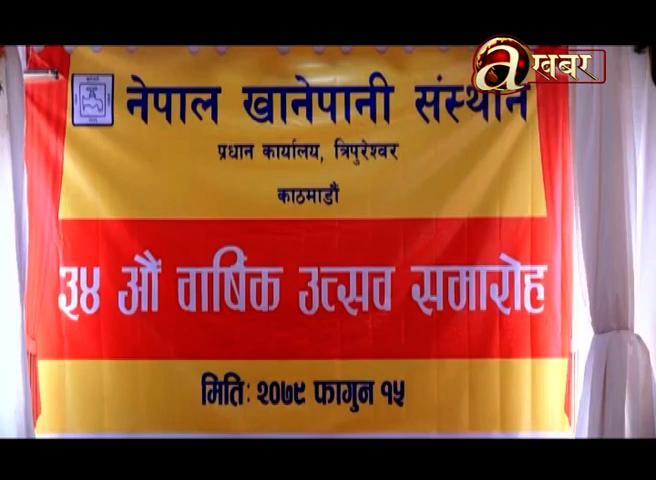 a खबर
नेपाल खानेपानी संस्थान
प्रधान कार्यालय, त्रिपुरेश्वर
काठमाडौं
३४ औं वार्षिक उत्सव समारोह
मितिः २०७९ फागुन १५